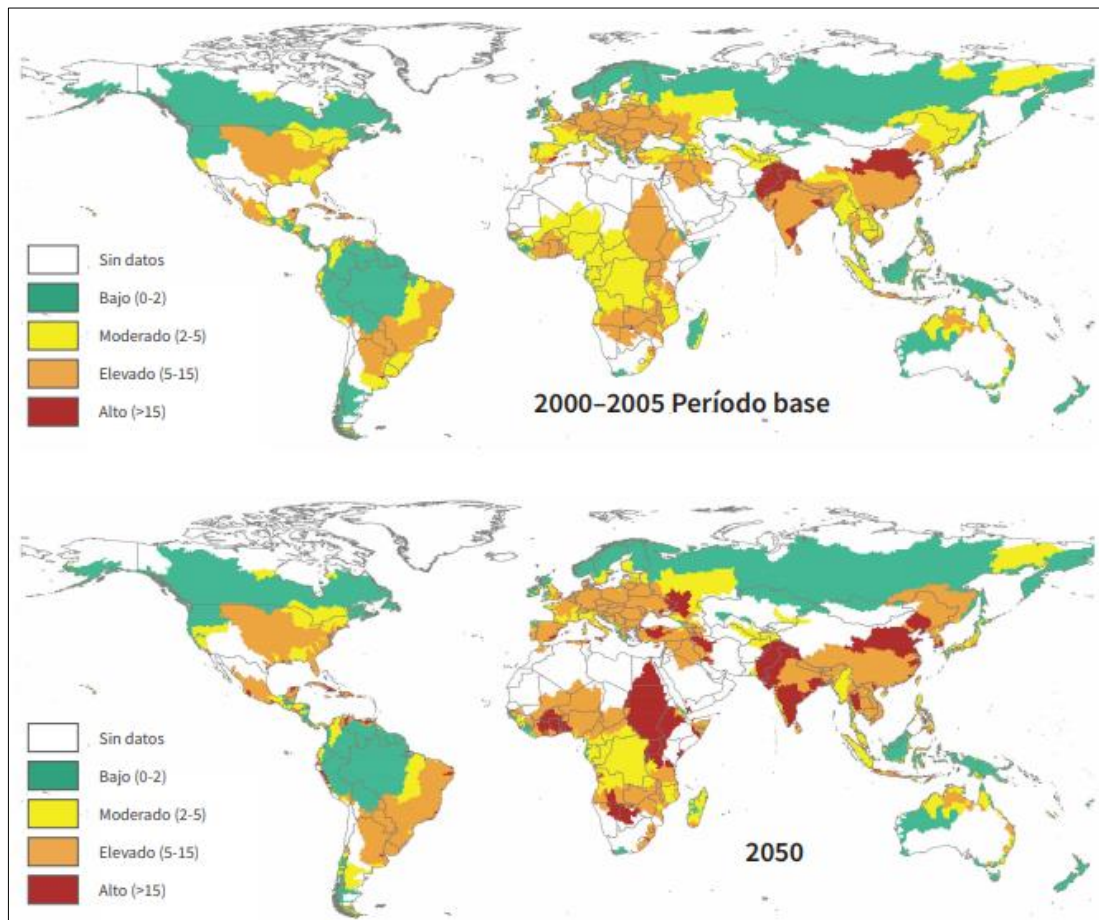 Sin datos
Bajo (0-2)
Moderado (2-5)
Elevado (5-15)
Alto (>15)
2000–2005 Período base
Sin datos
Bajo (0-2)
Moderado (2-5)
Elevado (5-15)
Alto (>15)
2050